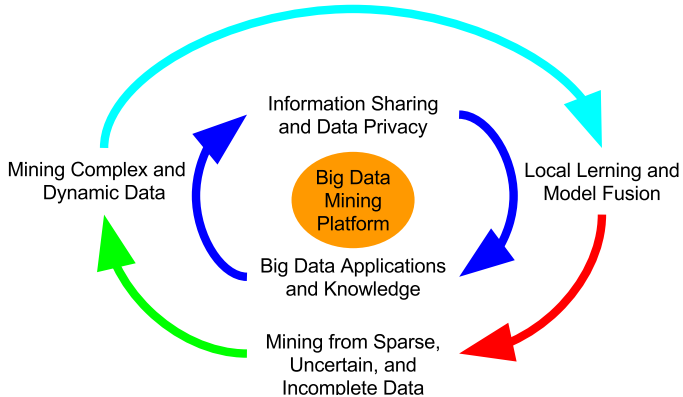 Information Sharing
and Data Privacy
Mining Complex and
Dynamic Data
Big Data
Mining
Platform
Local Lerning and
Model Fusion
Big Data Applications
and Knowledge
Mining from Sparse,
Uncertain, and
Incomplete Data